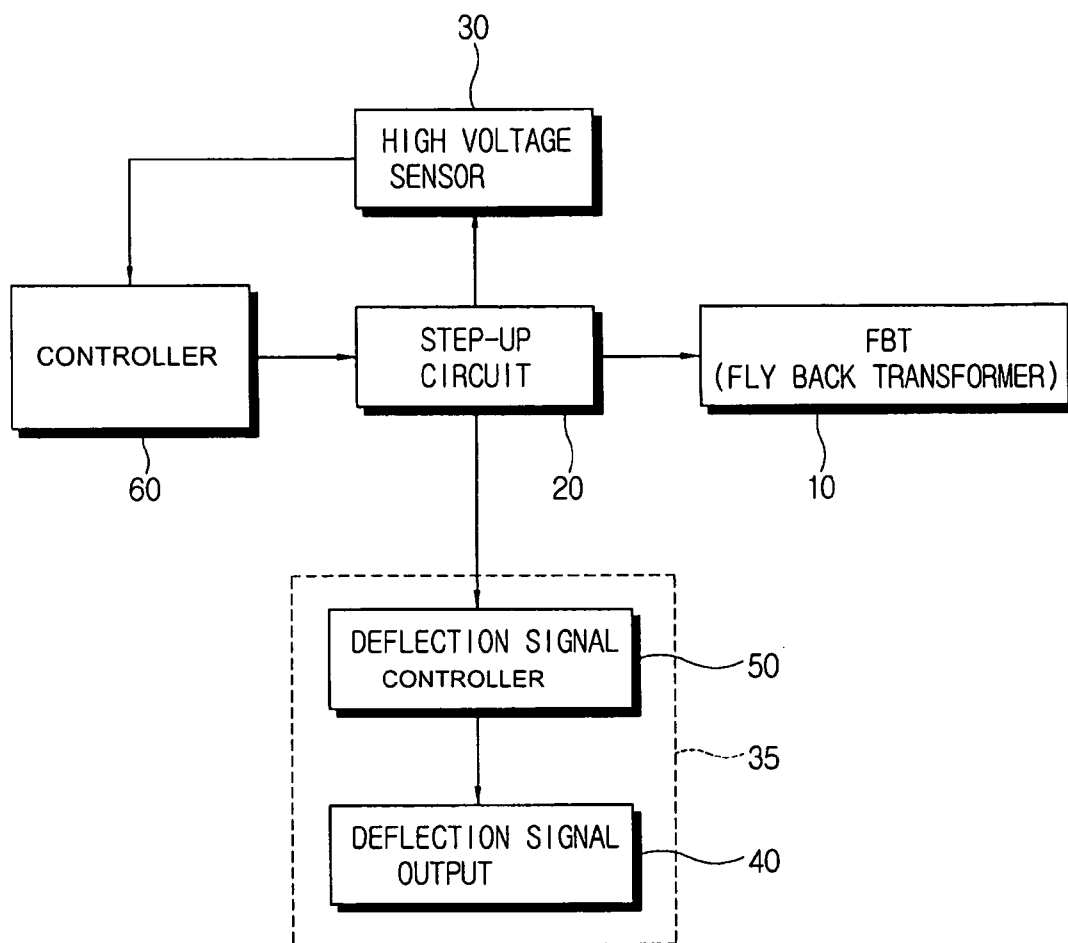 30
HIGH VOLTAGE
SENSOR
CONTROLLER
60
STEP-UP
CIRCUIT
20
FBT
(FLY BACK TRANSFORMER)
10
DEFLECTION SIGNAL
CONTROLLER
50
35
DEFLECTION SIGNAL
OUTPUT
40